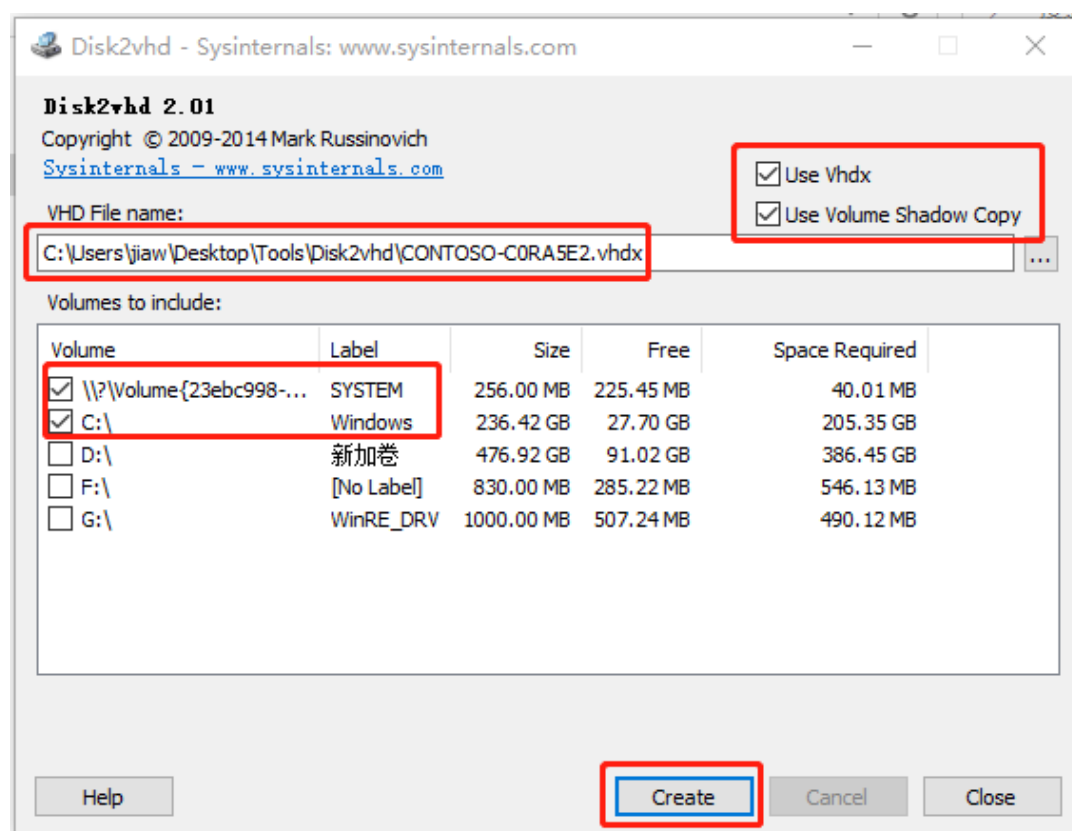 Disk2vhd - Sysinternals: www.sysinternals.com
Disk2vhd 2.01
Copyright © 2009-2014 Mark Russinovich
Sysinternals - www.sysinternals.com
Use Vhdx
Use Volume Shadow Copy
VHD File name:
C:\Users\jiaw\Desktop\Tools\Disk2vhd\CONTOSO-C0RA5E2.vhdx
...
Volumes to include:
Volume Label Size Free Space Required
\\?\Volume{23ebc998-... SYSTEM 256.00 MB 225.45 MB 40.01 MB
C:\ Windows 236.42 GB 27.70 GB 205.35 GB
D:\ 新加卷 476.92 GB 91.02 GB 386.45 GB
F:\ [No Label] 830.00 MB 285.22 MB 546.13 MB
G:\ WinRE_DRV 1000.00 MB 507.24 MB 490.12 MB
Help Create Cancel Close